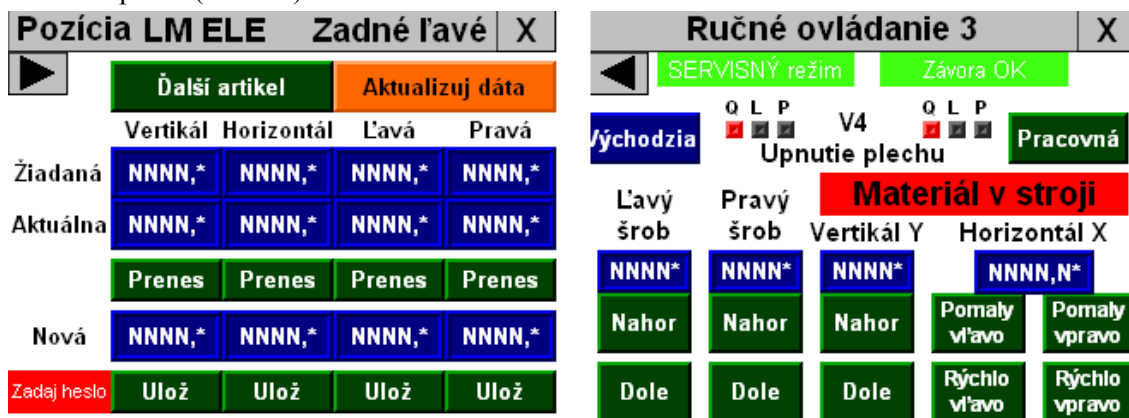 Pozícia LM ELE Zadné ľavé X
Ďalší artikel Aktualizuj dáta
Vertikál Horizontál Ľavá Pravá
Žiadaná NNNN,* NNNN,* NNNN,* NNNN,*
Aktuálna NNNN,* NNNN,* NNNN,* NNNN,*
Prenes Prenes Prenes Prenes
Nová NNNN,* NNNN,* NNNN,* NNNN,*
Zadaj heslo Ulož Ulož Ulož Ulož
Ručné ovládanie 3 X
SERVISNÝ režim Závora OK
Q L P Q L P
Východzia V4 Pracovná
Upnutie plechu
Materiál v stroji
Ľavý Pravý
šrob šrob Vertikál Y Horizontál X
NNNN* NNNN* NNNN* NNNN,N*
Nahor Nahor Nahor Pomaly vľavo Pomaly vpravo
Dole Dole Dole Rýchlo vľavo Rýchlo vpravo